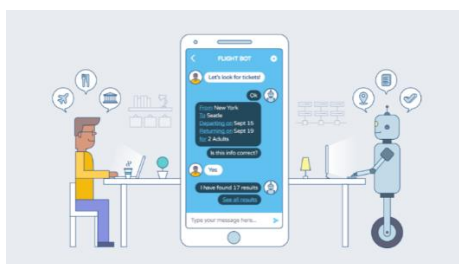 FLIGHT BOT
Let's look for tickets!
Ok
From New York
To Seatle
Departing on Sept 15
Returning on Sept 19
for 2 Adults
Is this info correct?
Yes
I have found 17 results
See all results
Type your message here...